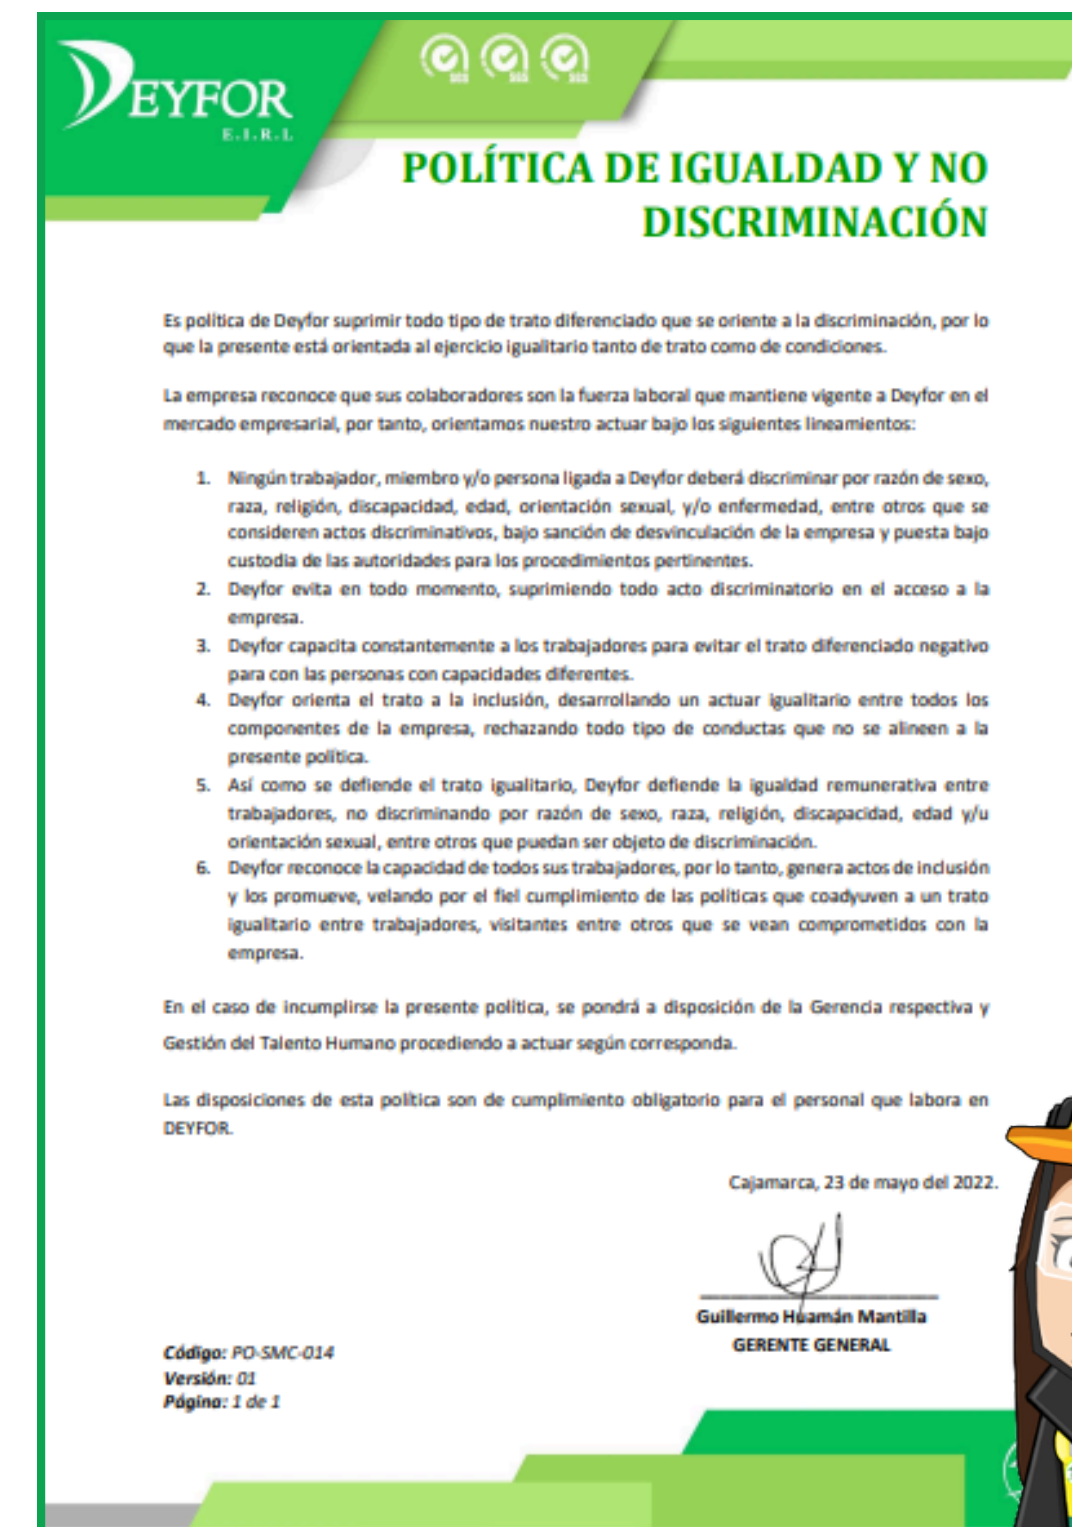 DEYFOR
E.I.R.L
SGS SGS SGS
POLÍTICA DE IGUALDAD Y NO
DISCRIMINACIÓN
Es política de Deyfor suprimir todo tipo de trato diferenciado que se oriente a la discriminación, por lo
que la presente está orientada al ejercicio igualitario tanto de trato como de condiciones.
La empresa reconoce que sus colaboradores son la fuerza laboral que mantiene vigente a Deyfor en el
mercado empresarial, por tanto, orientamos nuestro actuar bajo los siguientes lineamientos:
1. Ningún trabajador, miembro y/o persona ligada a Deyfor deberá discriminar por razón de sexo,
raza, religión, discapacidad, edad, orientación sexual, y/o enfermedad, entre otros que se
consideren actos discriminativos, bajo sanción de desvinculación de la empresa y puesta bajo
custodia de las autoridades para los procedimientos pertinentes.
2. Deyfor evita en todo momento, suprimiendo todo acto discriminatorio en el acceso a la
empresa.
3. Deyfor capacita constantemente a los trabajadores para evitar el trato diferenciado negativo
para con las personas con capacidades diferentes.
4. Deyfor orienta el trato a la inclusión, desarrollando un actuar igualitario entre todos los
componentes de la empresa, rechazando todo tipo de conductas que no se alineen a la
presente política.
5. Así como se defiende el trato igualitario, Deyfor defiende la igualdad remunerativa entre
trabajadores, no discriminando por razón de sexo, raza, religión, discapacidad, edad y/u
orientación sexual, entre otros que puedan ser objeto de discriminación.
6. Deyfor reconoce la capacidad de todos sus trabajadores, por lo tanto, genera actos de inclusión
y los promueve, velando por el fiel cumplimiento de las políticas que coadyuven a un trato
igualitario entre trabajadores, visitantes entre otros que se vean comprometidos con la
empresa.
En el caso de incumplirse la presente política, se pondrá a disposición de la Gerencia respectiva y
Gestión del Talento Humano procediendo a actuar según corresponda.
Las disposiciones de esta política son de cumplimiento obligatorio para el personal que labora en
DEYFOR.
Cajamarca, 23 de mayo del 2022.
Guillermo Huamán Mantilla
GERENTE GENERAL
Código: PO-SMC-014
Versión: 01
Página: 1 de 1